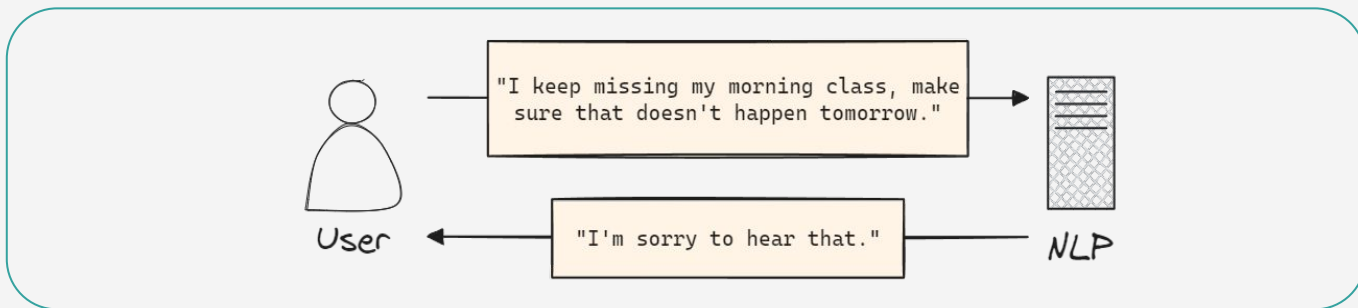 "I keep missing my morning class, make
sure that doesn't happen tomorrow."
"I'm sorry to hear that."
User
NLP